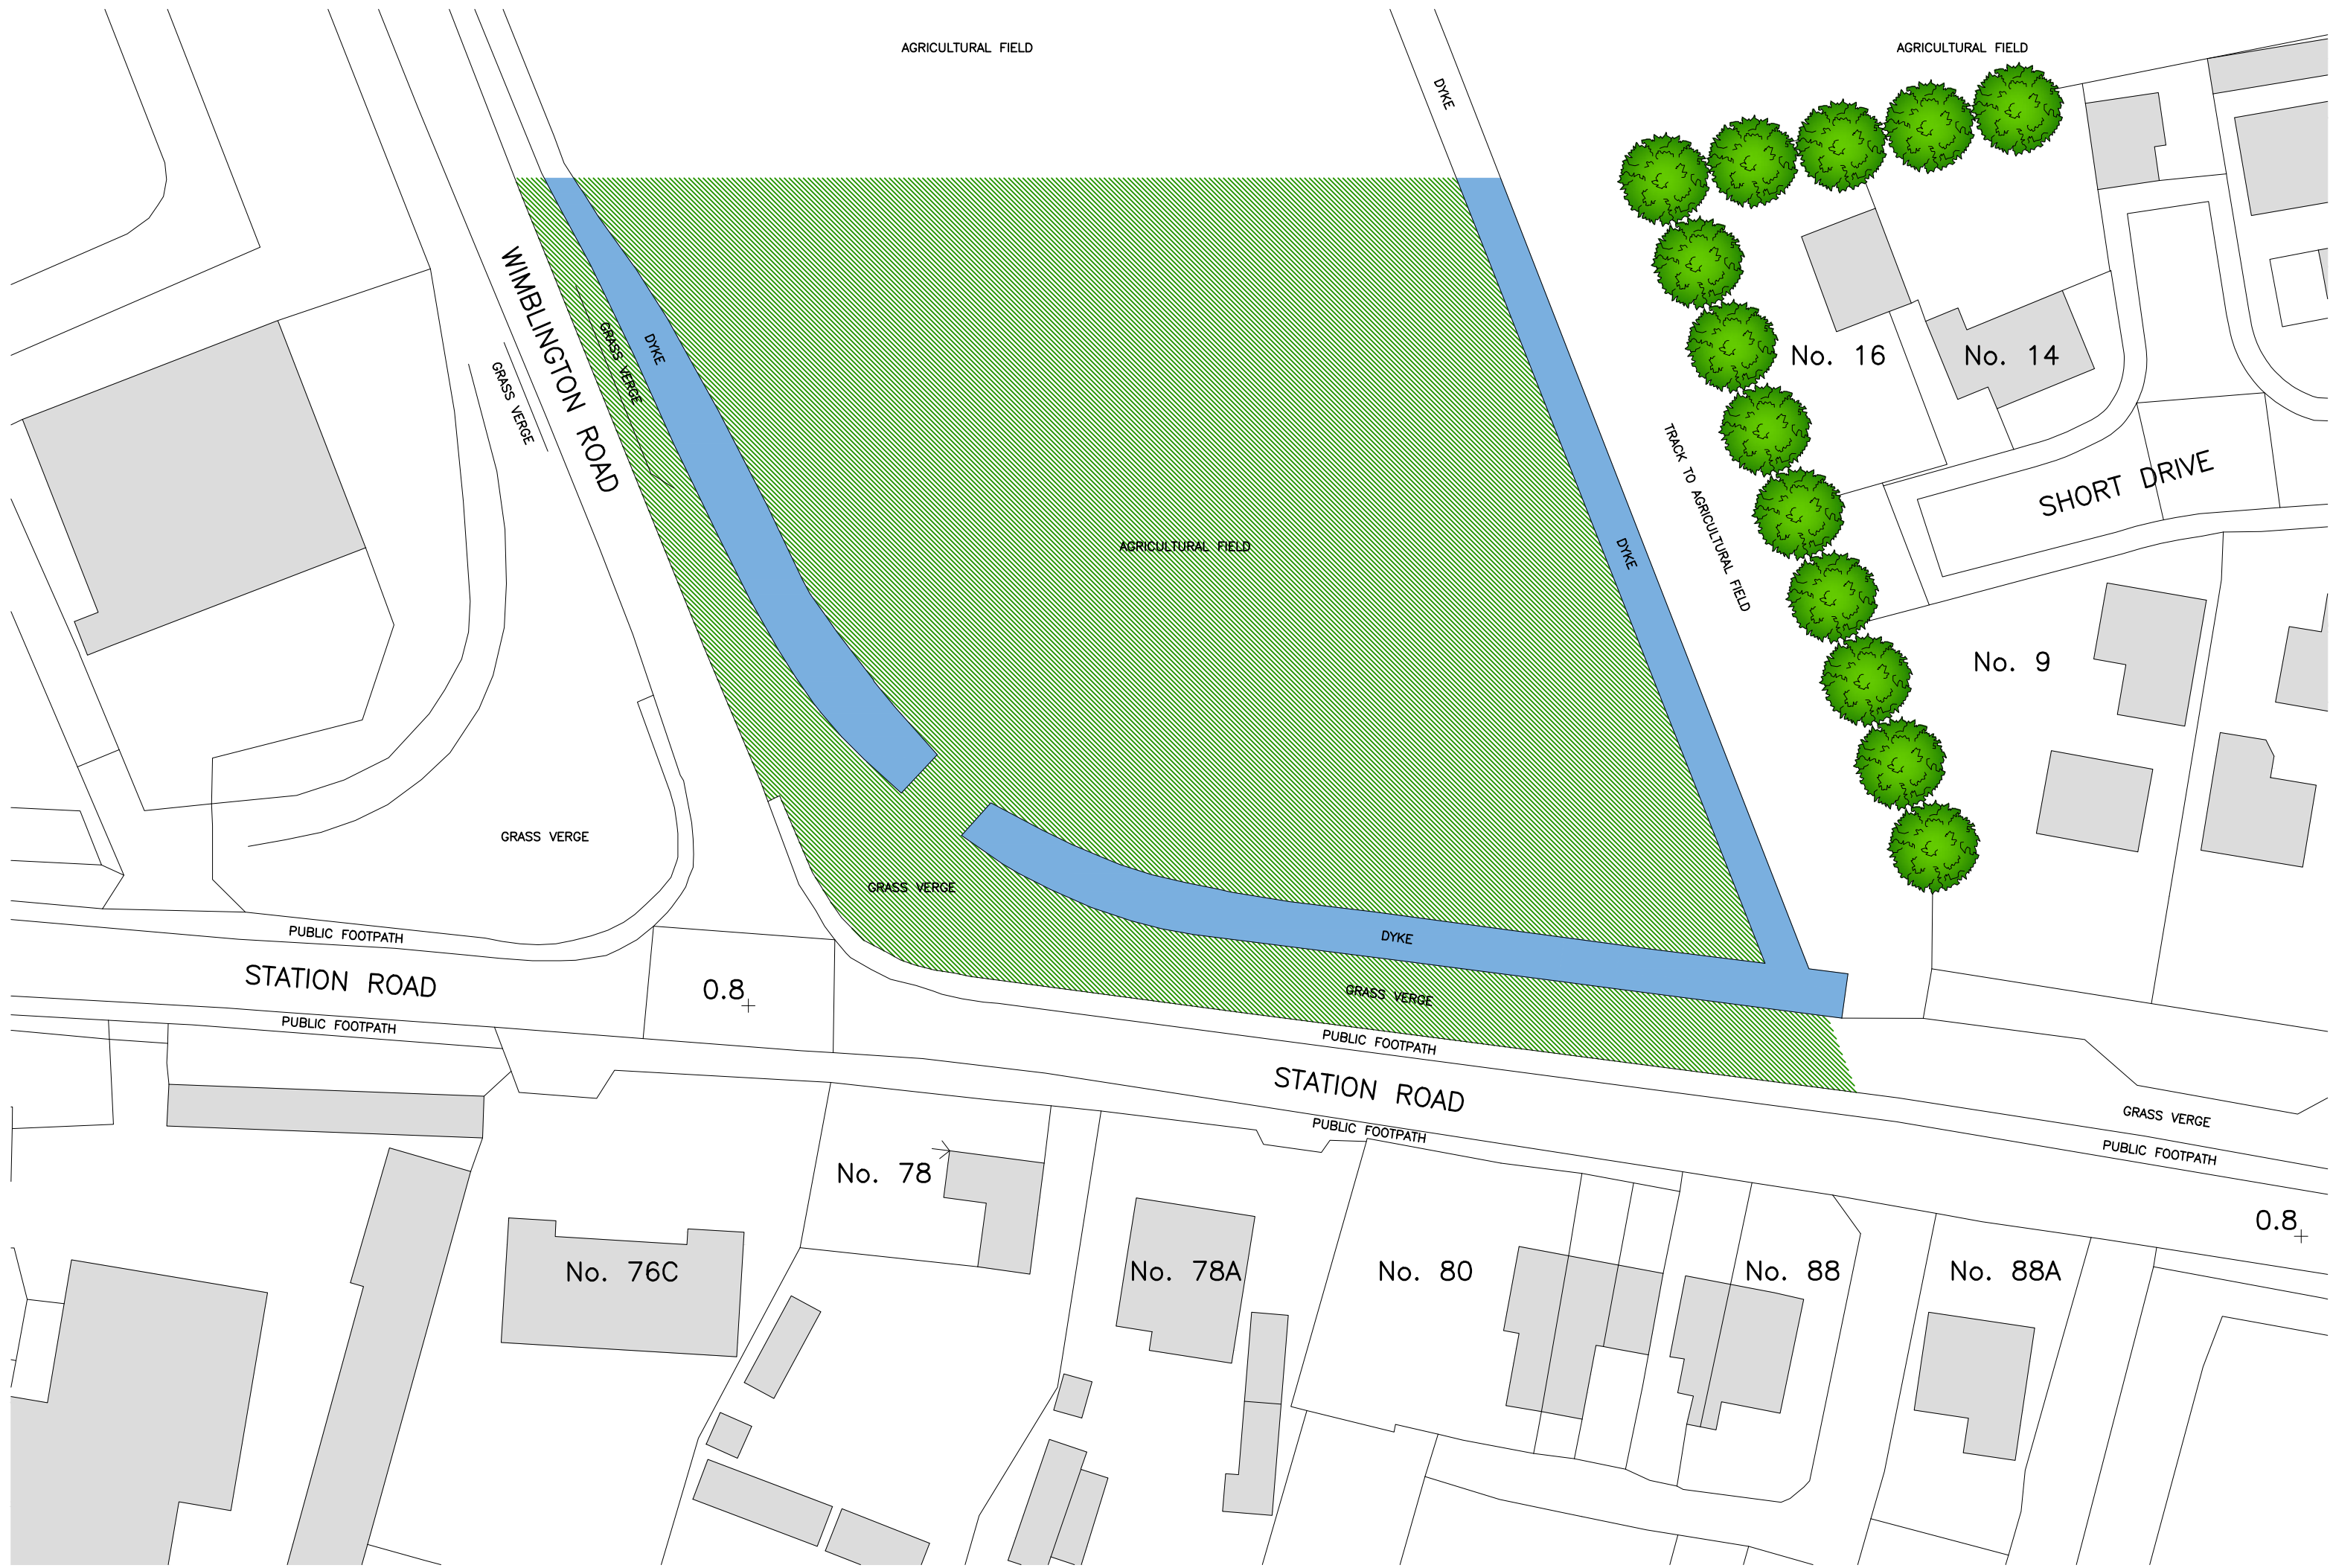 AGRICULTURAL FIELD
AGRICULTURAL FIELD
DYKE
WIMBLINGTON ROAD
GRASS VERGE
DYKE
GRASS VERGE
No. 16
No. 14
TRACK TO AGRICULTURAL FIELD
SHORT DRIVE
AGRICULTURAL FIELD
DYKE
No. 9
GRASS VERGE
GRASS VERGE
PUBLIC FOOTPATH
DYKE
STATION ROAD
0.8
GRASS VERGE
PUBLIC FOOTPATH
PUBLIC FOOTPATH
STATION ROAD
GRASS VERGE
PUBLIC FOOTPATH
PUBLIC FOOTPATH
No. 78
0.8
No. 76C
No. 78A
No. 80
No. 88
No. 88A